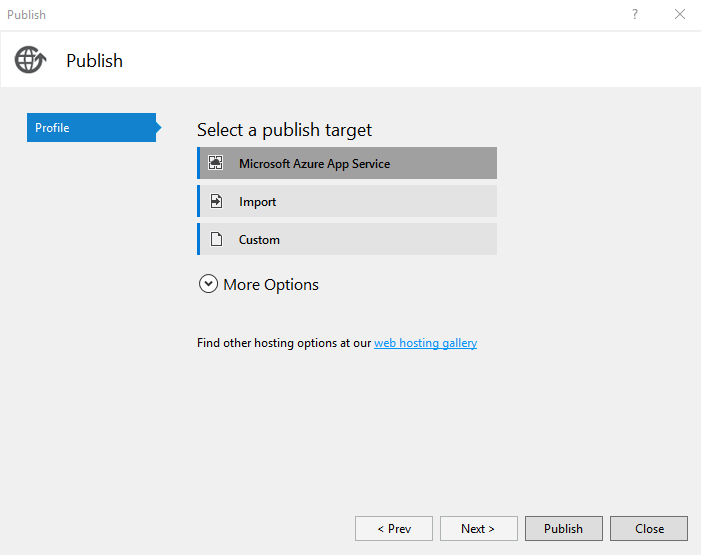 Publish
?
Publish
Profile
Select a publish target
Microsoft Azure App Service
Import
Custom
More Options
Find other hosting options at our web hosting gallery
< Prev
Next >
Publish
Close